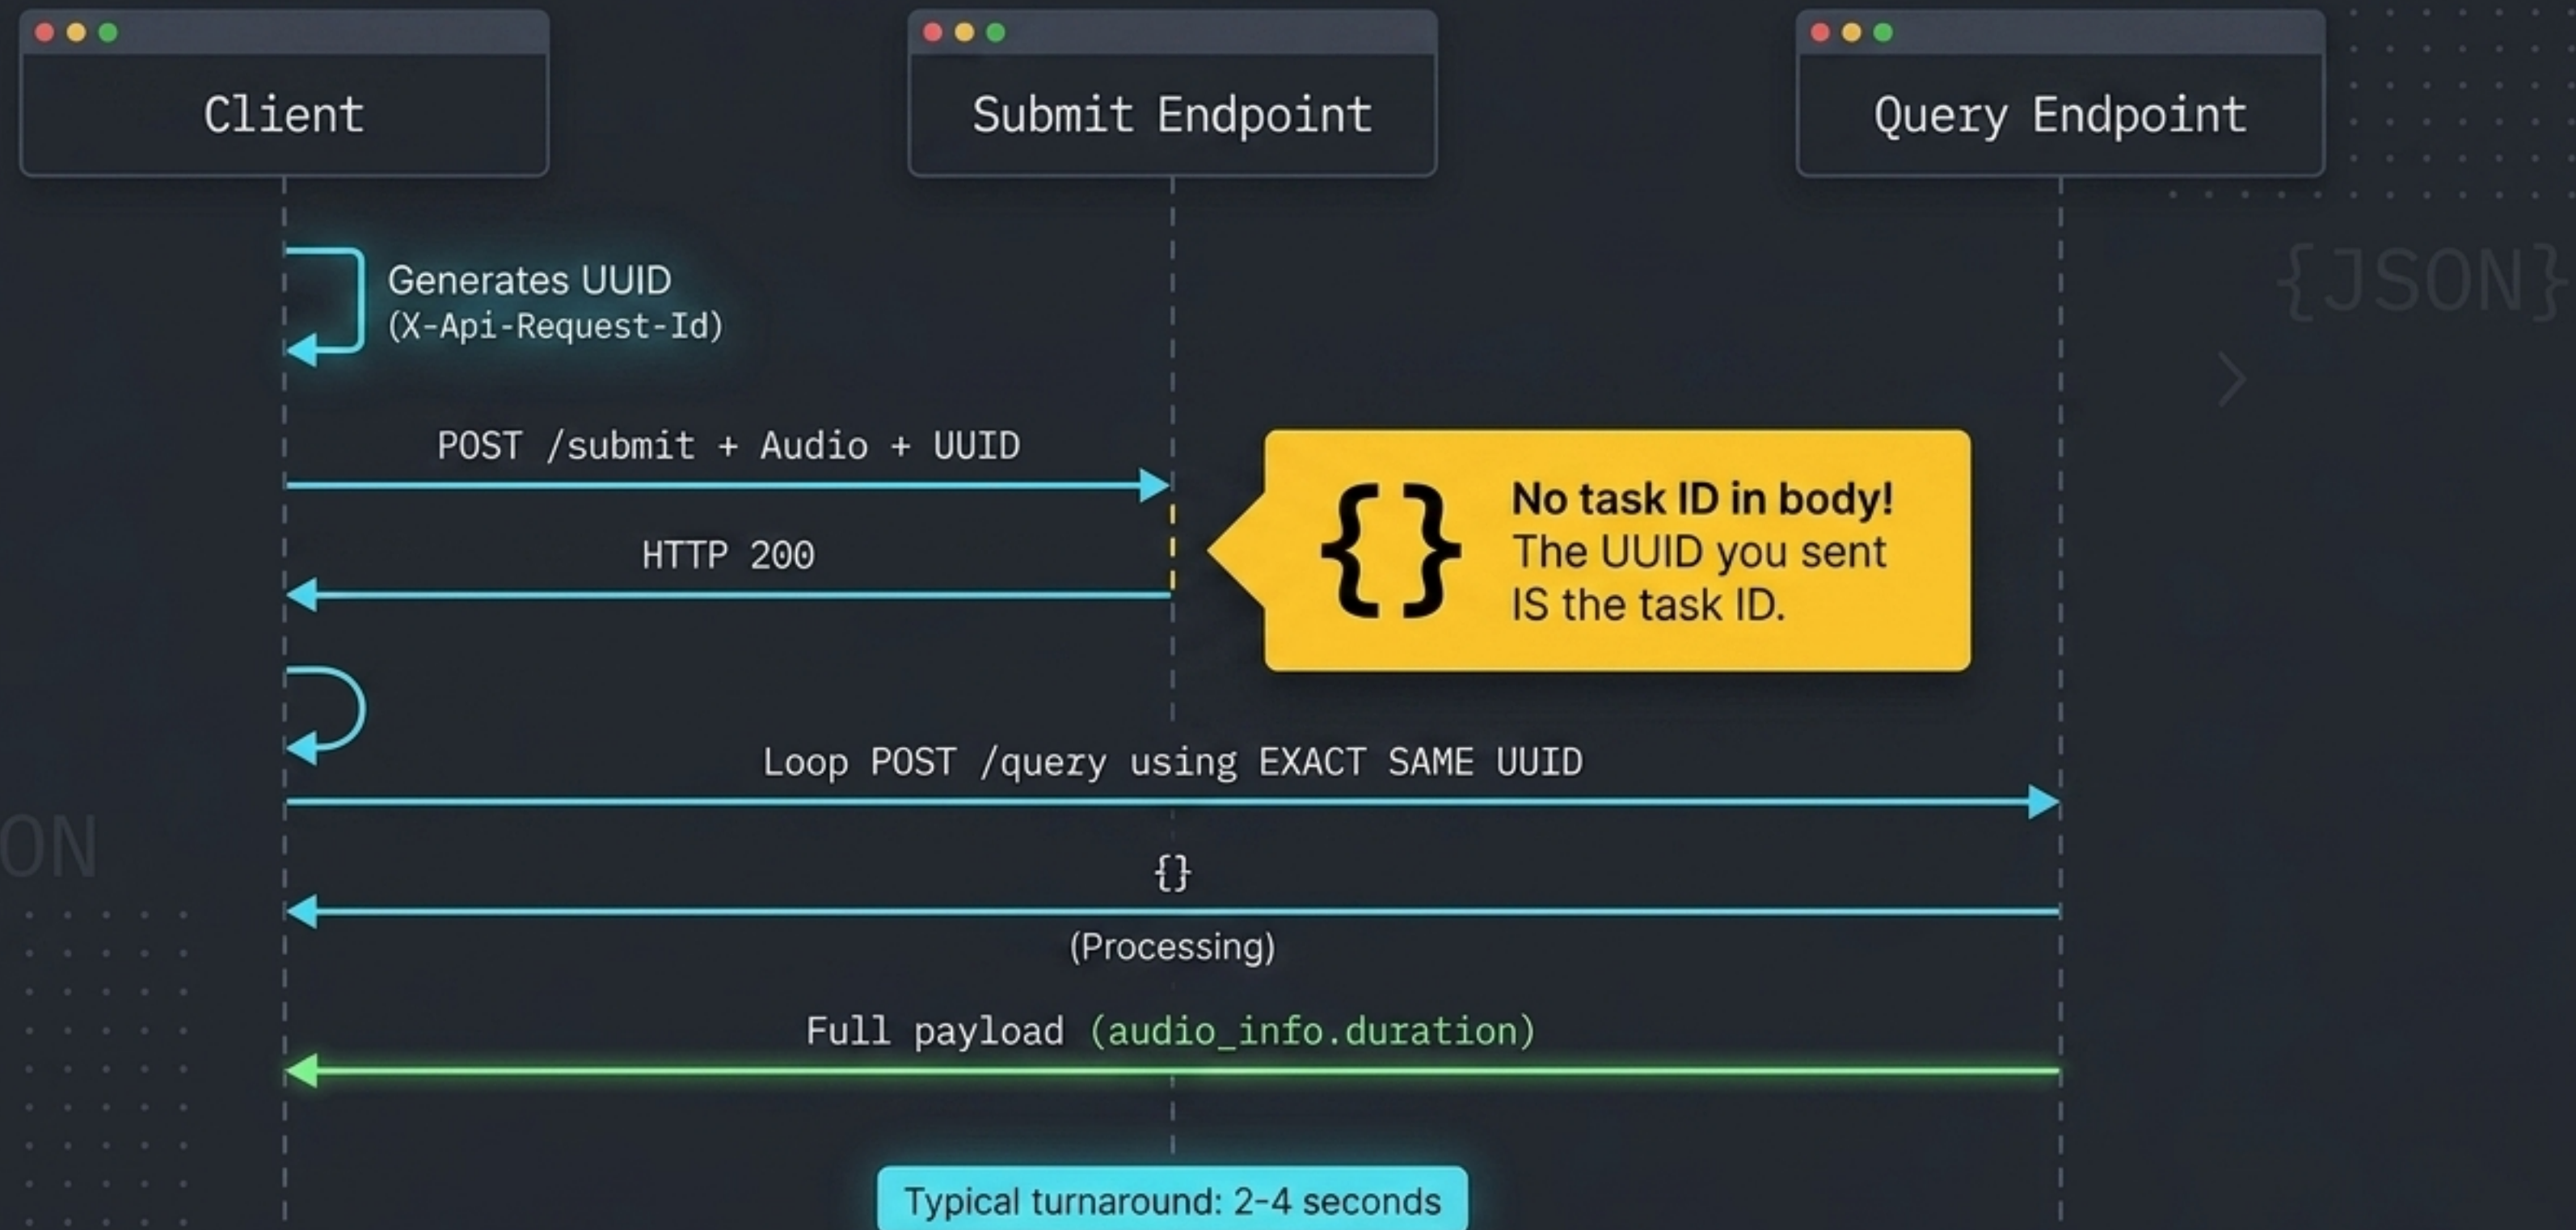 Client
Submit Endpoint
Query Endpoint
Generates UUID
(X-Api-Request-Id)
{JSON}
>
POST /submit + Audio + UUID
HTTP 200
{}
No task ID in body!
The UUID you sent
IS the task ID.
Loop POST /query using EXACT SAME UUID
ON
{}
(Processing)
Full payload (audio_info.duration)
Typical turnaround: 2-4 seconds